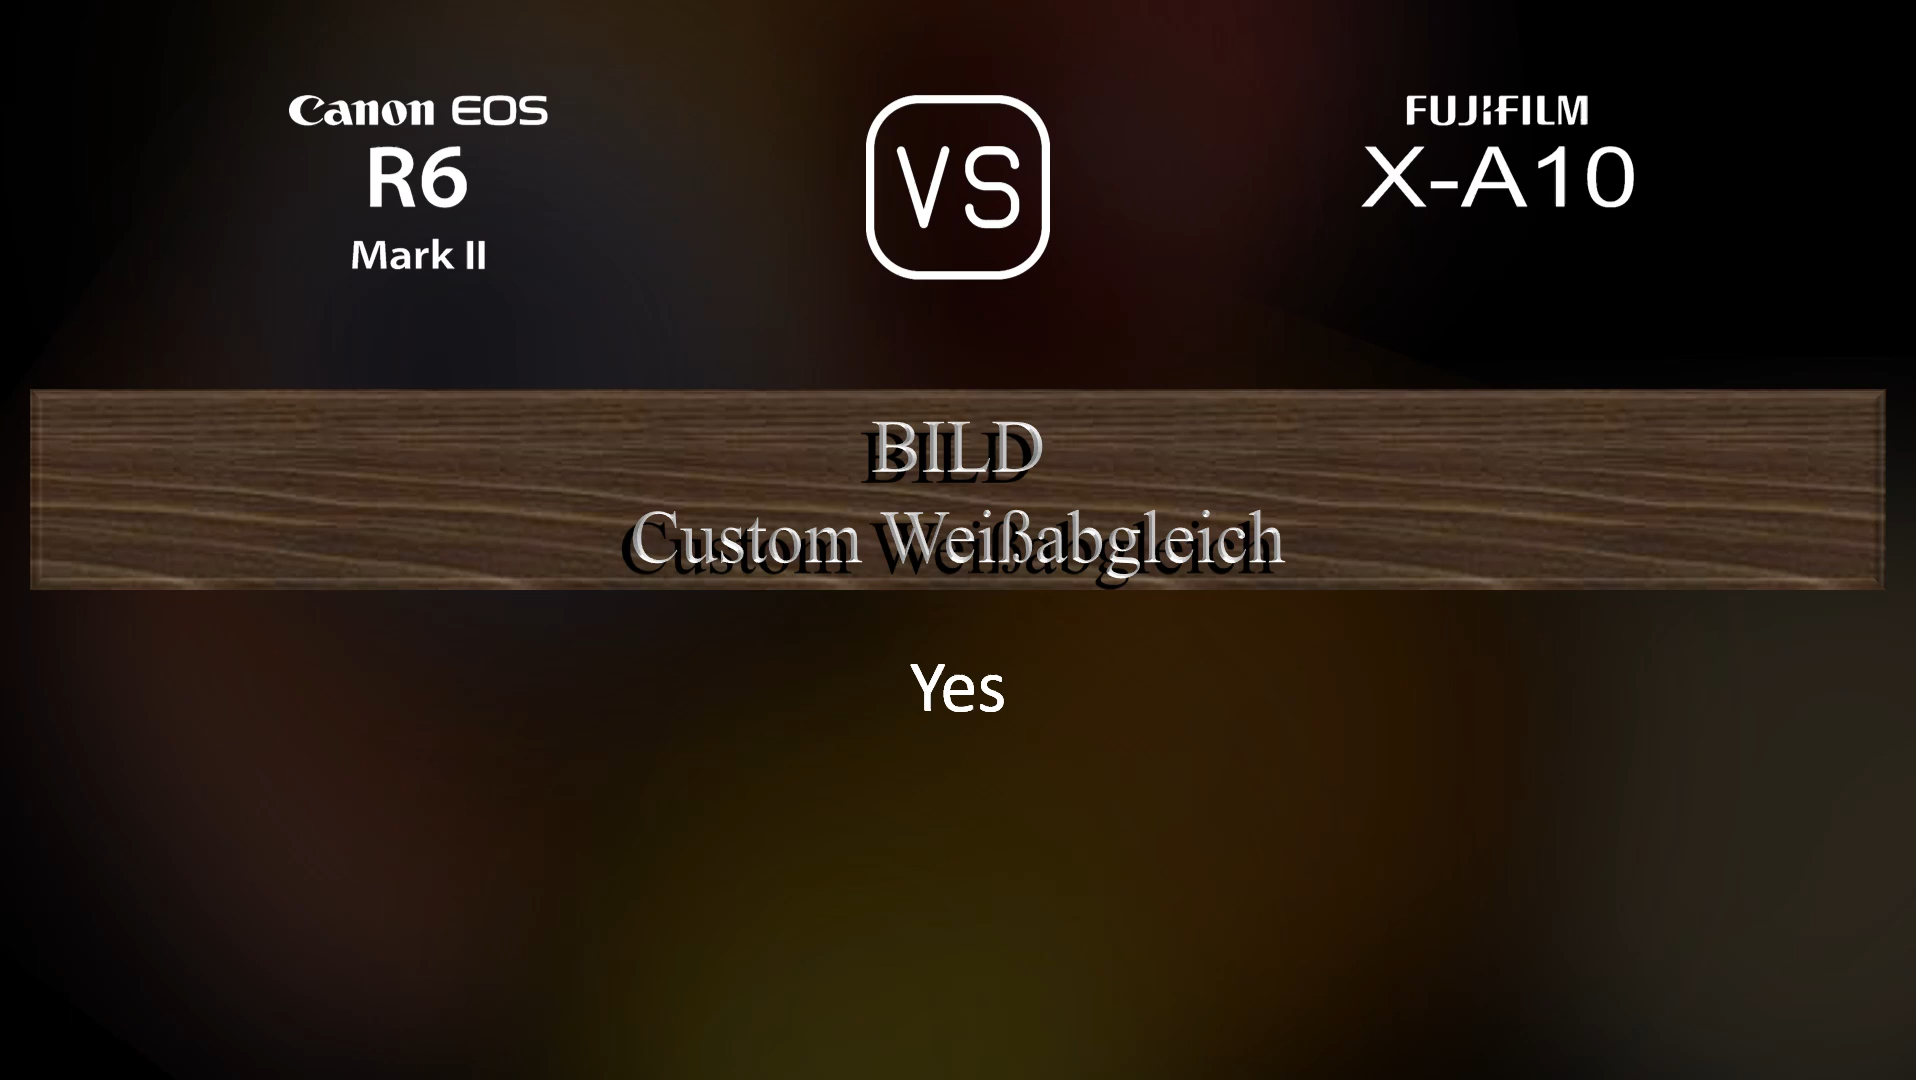 Canon EOS
R6
Mark II
VS
FUJIFILM
X-A10
BILD
Custom Weißabgleich
Yes